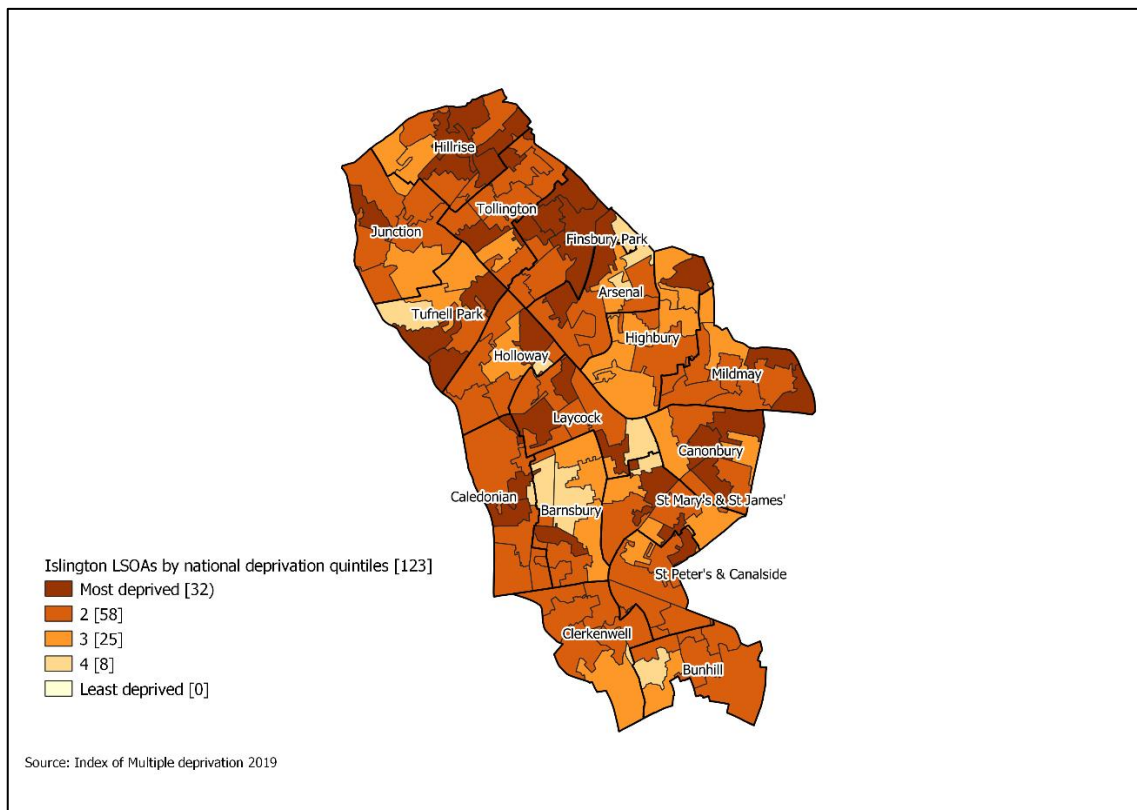 Hillrise
Tollington
Junction
Finsbury Park
Arsenal
Tufnell Park
Highbury
Holloway
Mildmay
Laycock
Canonbury
Caledonian
St Mary's & St James'
Barnsbury
Islington LSOAs by national deprivation quintiles [123]
Most deprived [32)
2 [58]
3 [25]
4 [8]
Least deprived [0]
St Peter's & Canalside
Clerkenwell
Bunhill
Source: Index of Multiple deprivation 2019